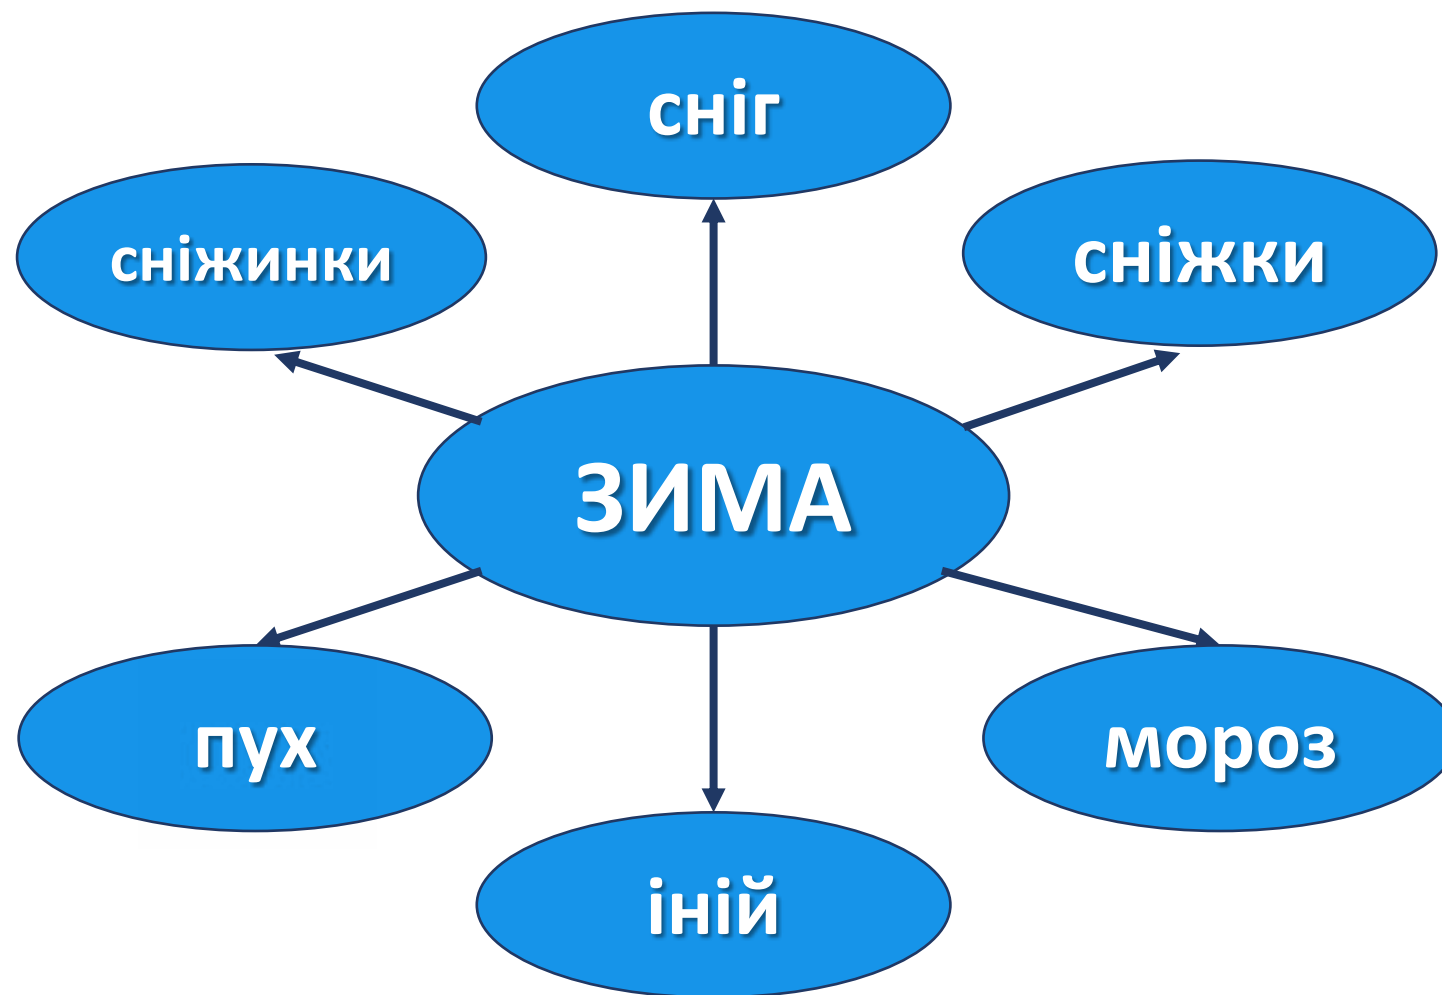 сніг
сніжинки
сніжки
ЗИМА
пух
мороз
іній